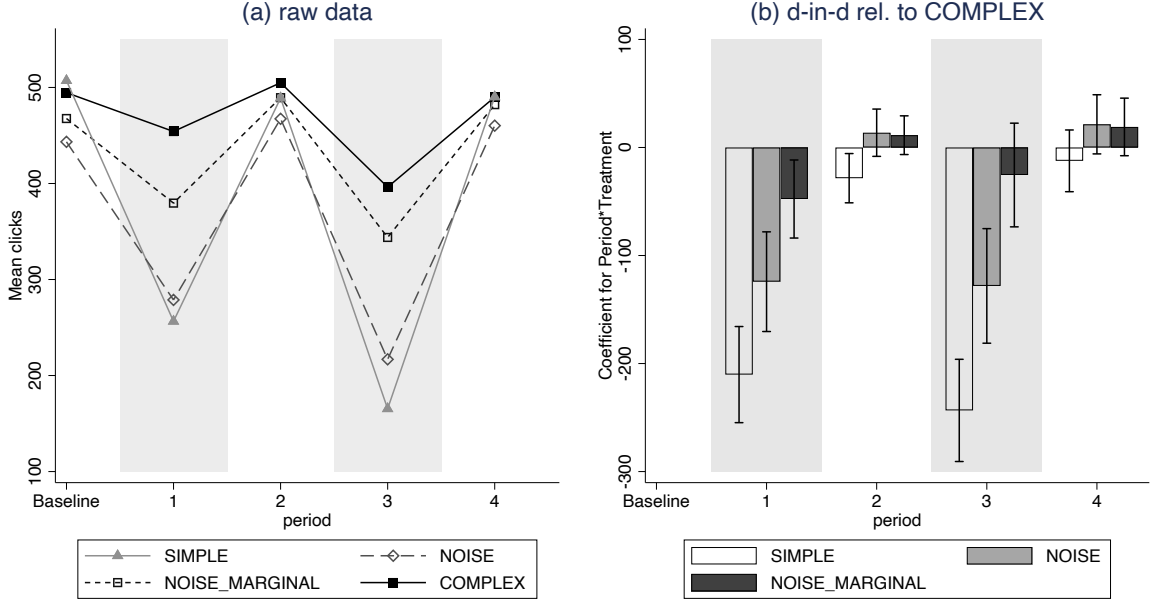 (a) raw data
Mean clicks
500
400
300
200
100
Baseline 1 2 3 4
period
SIMPLE NOISE
NOISE_MARGINAL COMPLEX
(b) d-in-d rel. to COMPLEX
Coefficient for Period*Treatment
100
0
-100
-200
-300
Baseline 1 2 3 4
period
SIMPLE NOISE
NOISE_MARGINAL